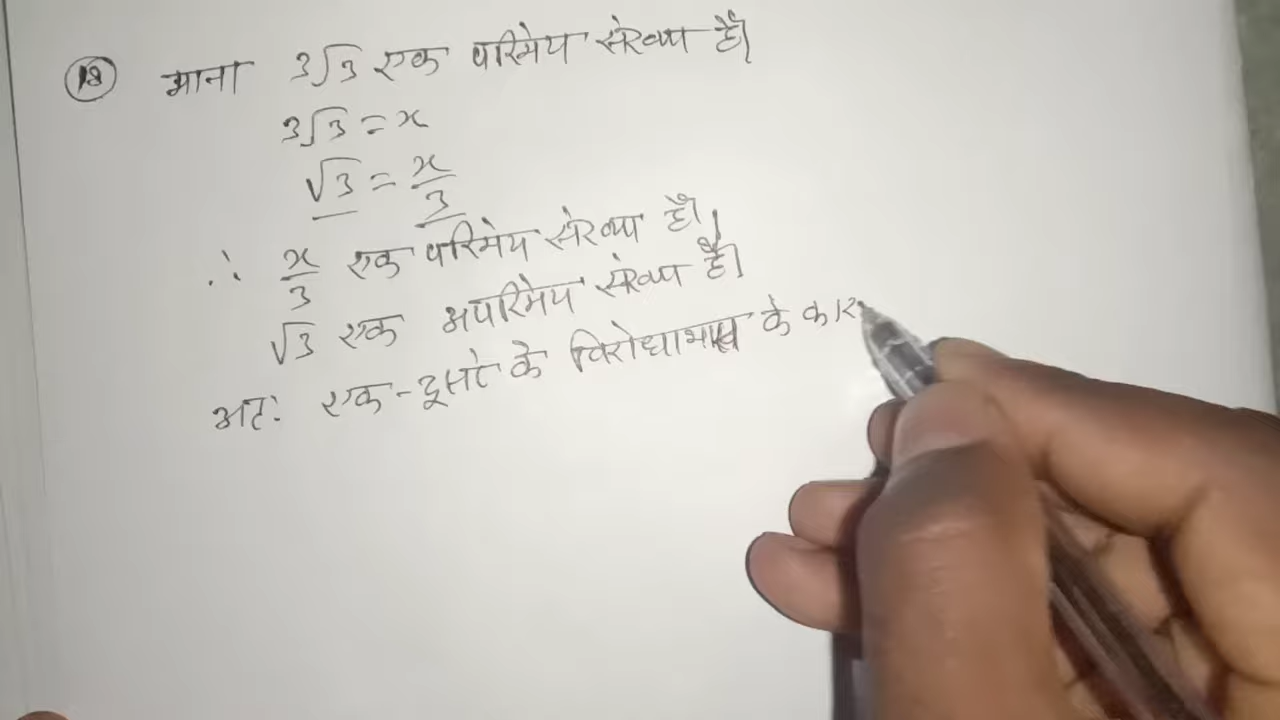 (18) माना 3√3 एक परिमेय संख्या है।
3√3 = x
√3 = x/3
∴ x/3 एक परिमेय संख्या है।
√3 एक अपरिमेय संख्या है।
अतः एक-दूसरे के विरोधाभास के कार